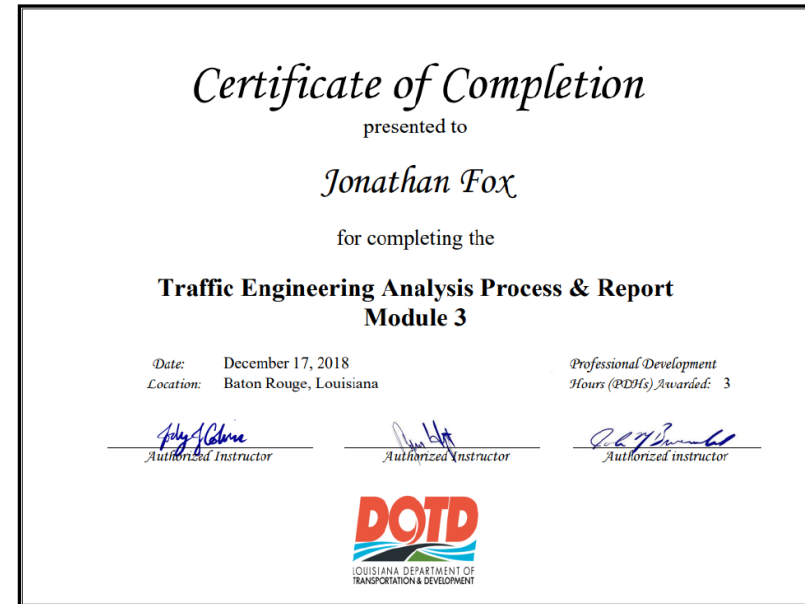 Certificate of Completion
presented to
Jonathan Fox
for completing the
Traffic Engineering Analysis Process & Report
Module 3
Date: December 17, 2018
Location: Baton Rouge, Louisiana
Professional Development
Hours (PDHs) Awarded: 3
Authorized Instructor
Authorized Instructor
Authorized instructor
DOTD
LOUISIANA DEPARTMENT OF
TRANSPORTATION & DEVELOPMENT